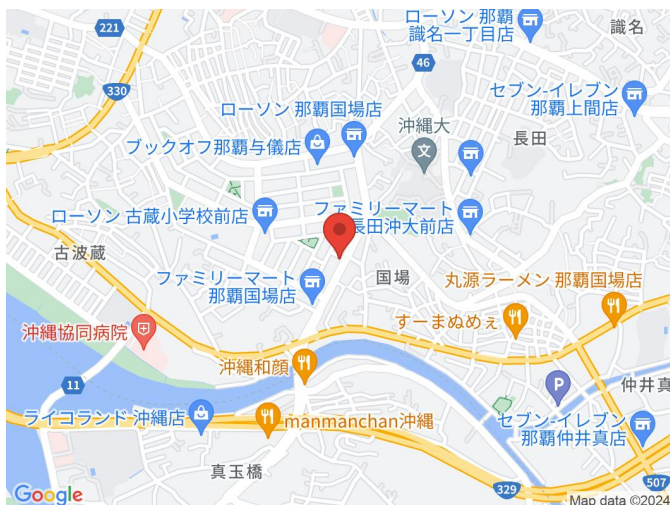 ローソン 那覇
識名一丁目店
識名
221
46
330
セブン-イレブン
那覇上間店
ローソン 那覇国場店
沖縄大
長田
ブックオフ那覇与儀店
文
ローソン 古蔵小学校前店
ファミリーマート
長田沖大前店
古波蔵
国場
丸源ラーメン 那覇国場店
ファミリーマート
那覇国場店
すーまぬめぇ
沖縄協同病院
沖縄和顔
P
11
仲井真
ライコランド 沖縄店
manmanchan沖縄
セブン-イレブン
那覇仲井真店
真玉橋
329
507
Google
Map data ©2024